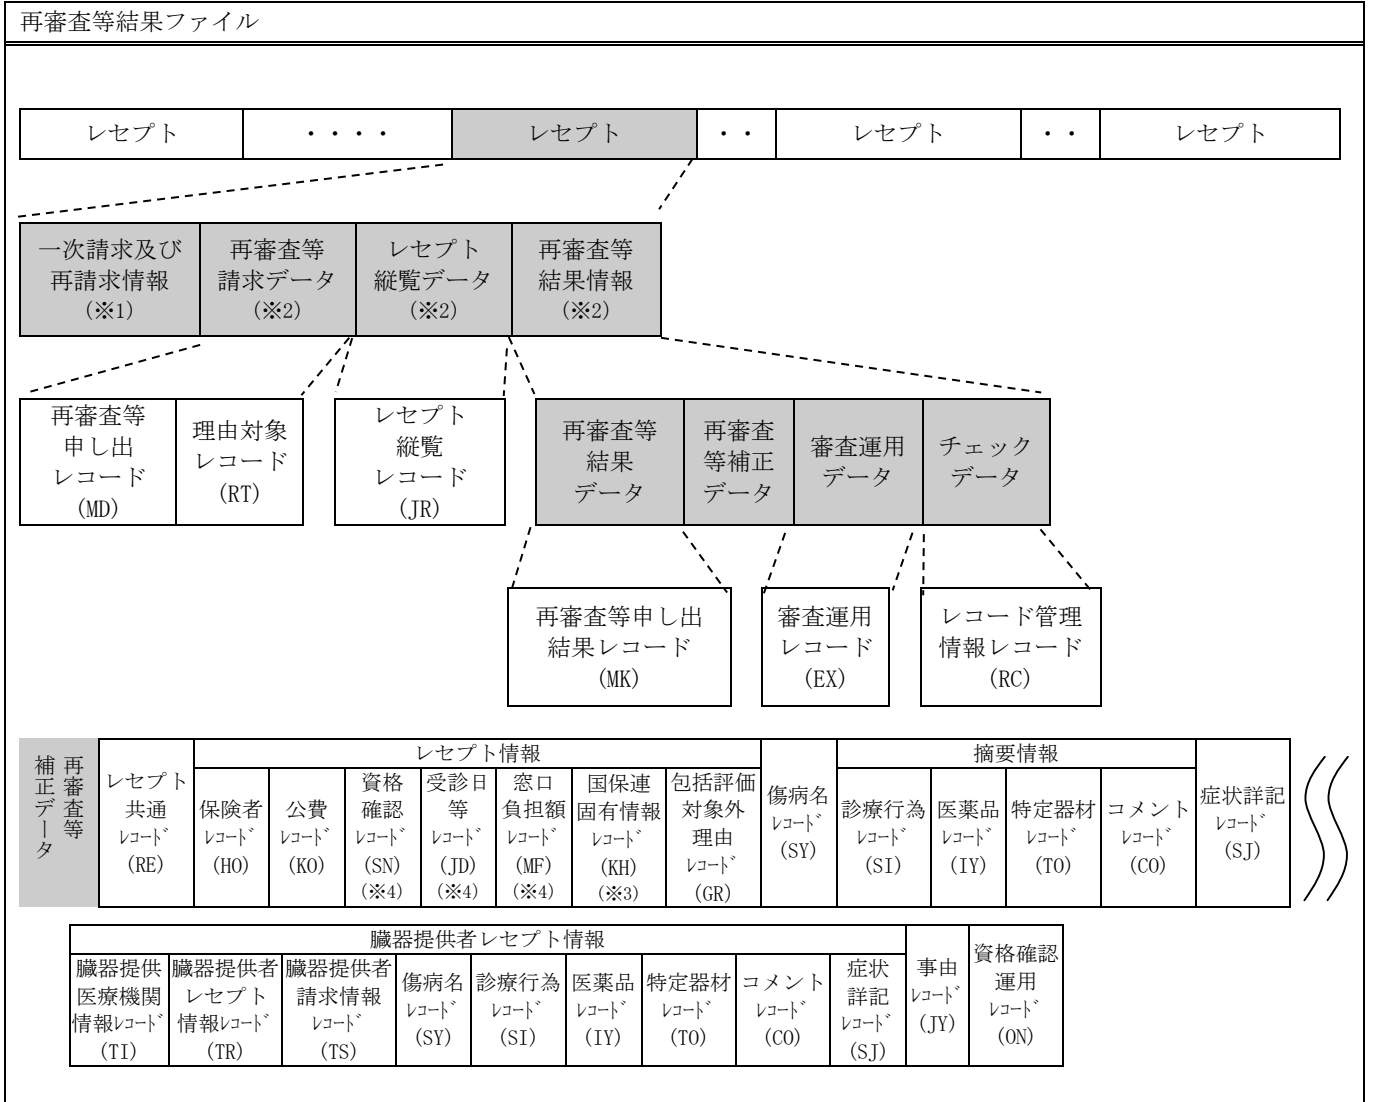 再審査等結果ファイル
レセプト ・・・・ レセプト ・・ レセプト ・・ レセプト
一次請求及び
再請求情報
(※1)
再審査等
請求データ
(※2)
レセプト
縦覧データ
(※2)
再審査等
結果情報
(※2)
再審査等
申し出
レコード
(MD)
理由対象
レコード
(RT)
レセプト
縦覧
レコード
(JR)
再審査等
結果
データ
再審査
等補正
データ
審査運用
データ
チェック
データ
再審査等申し出
結果レコード
(MK)
審査運用
レコード
(EX)
レコード管理
情報レコード
(RC)
再審査等
補正データ
レセプト
共通
ﾚｺｰﾄﾞ
(RE)
レセプト情報
保険者
ﾚｺｰﾄﾞ
(HO)
公費
ﾚｺｰﾄﾞ
(KO)
資格
確認
ﾚｺｰﾄﾞ
(SN)
(※4)
受診日
等
ﾚｺｰﾄﾞ
(JD)
(※4)
窓口
負担額
ﾚｺｰﾄﾞ
(MF)
(※4)
国保連
固有情報
ﾚｺｰﾄﾞ
(KH)
(※3)
包括評価
対象外
理由
ﾚｺｰﾄﾞ
(GR)
傷病名
ﾚｺｰﾄﾞ
(SY)
摘要情報
診療行為
ﾚｺｰﾄﾞ
(SI)
医薬品
ﾚｺｰﾄﾞ
(IY)
特定器材
ﾚｺｰﾄﾞ
(TO)
コメント
ﾚｺｰﾄﾞ
(CO)
症状詳記
ﾚｺｰﾄﾞ
(SJ)
臓器提供者レセプト情報
臓器提供
医療機関
情報ﾚｺｰﾄﾞ
(TI)
臓器提供者
レセプト
情報ﾚｺｰﾄﾞ
(TR)
臓器提供者
請求情報
ﾚｺｰﾄﾞ
(TS)
傷病名
ﾚｺｰﾄﾞ
(SY)
診療行為
ﾚｺｰﾄﾞ
(SI)
医薬品
ﾚｺｰﾄﾞ
(IY)
特定器材
ﾚｺｰﾄﾞ
(TO)
コメント
ﾚｺｰﾄﾞ
(CO)
症状
詳記
ﾚｺｰﾄﾞ
(SJ)
事由
ﾚｺｰﾄﾞ
(JY)
資格確認
運用
ﾚｺｰﾄﾞ
(ON)